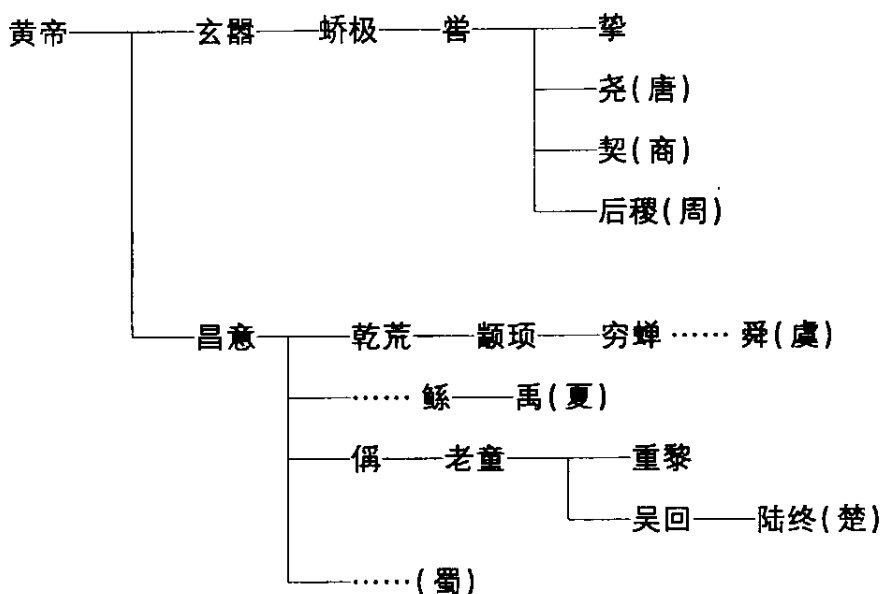 黄帝 玄嚣 蛴极 喾 挚
尧(唐)
契(商)
后稷(周)
昌意 乾荒 颛顼 穷蝉 …… 舜(虞)
…… 鲧 禹(夏)
偁 老童 重黎
吴回 陆终(楚)
……(蜀)